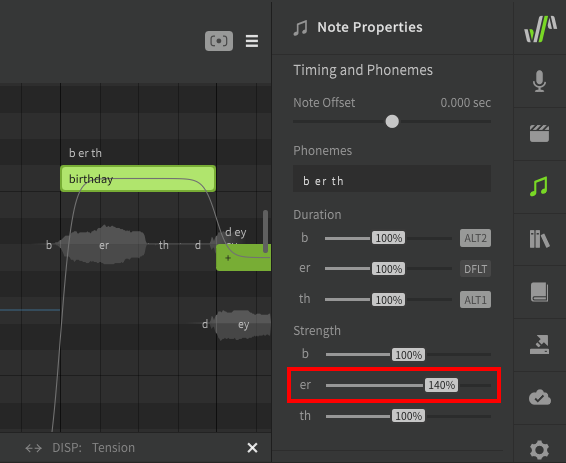 Note Properties
Timing and Phonemes
Note Offset 0.000 sec
Phonemes
b er th
Duration
b 100% ALT2
er 100% DFLT
th 100% ALT1
Strength
b 100%
er 140%
th 100%
b er th
birthday
d ey
+
b er th d
d ey
DISP: Tension